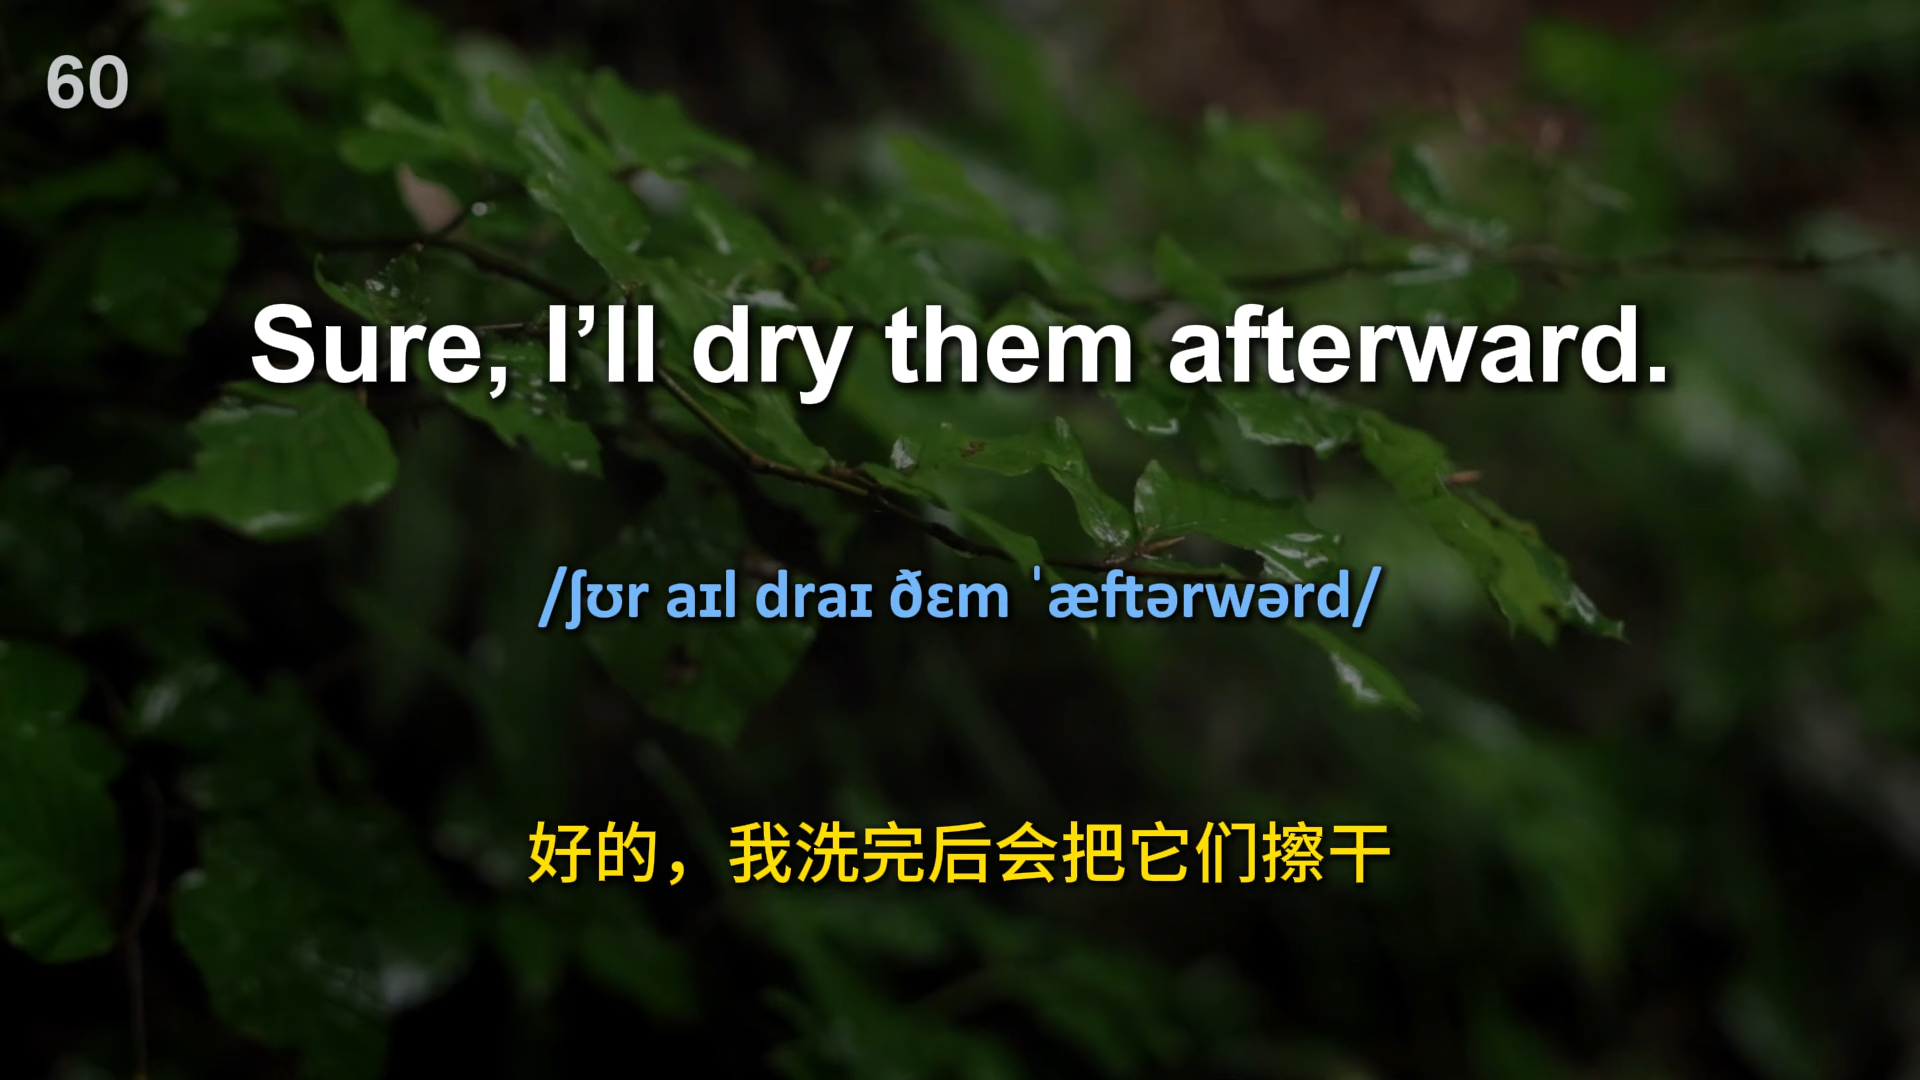 60
Sure, I’ll dry them afterward.
/ʃʊr aɪl draɪ ðɛm ˈæftərwərd/
好的，我洗完后会把它们擦干